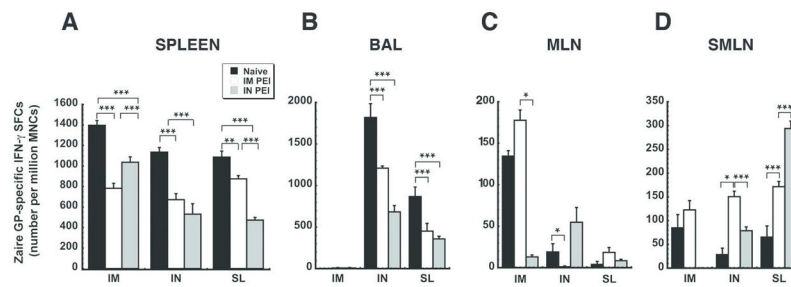 A
SPLEEN
B
BAL
C
MLN
D
SMLN
Naive
IM PEI
IN PEI
Zaire GP-specific IFN-γ SFCs
(number per million MNCs)
1600
1400
1200
1000
800
600
400
200
0
*** *** ***
*** ***
*** ** ***
IM IN SL
2000
1500
1000
500
0
*** ***
*** ***
IM IN SL
200
150
100
50
0
*
*
IM IN SL
350
300
250
200
150
100
50
0
* ***
*** ***
IM IN SL